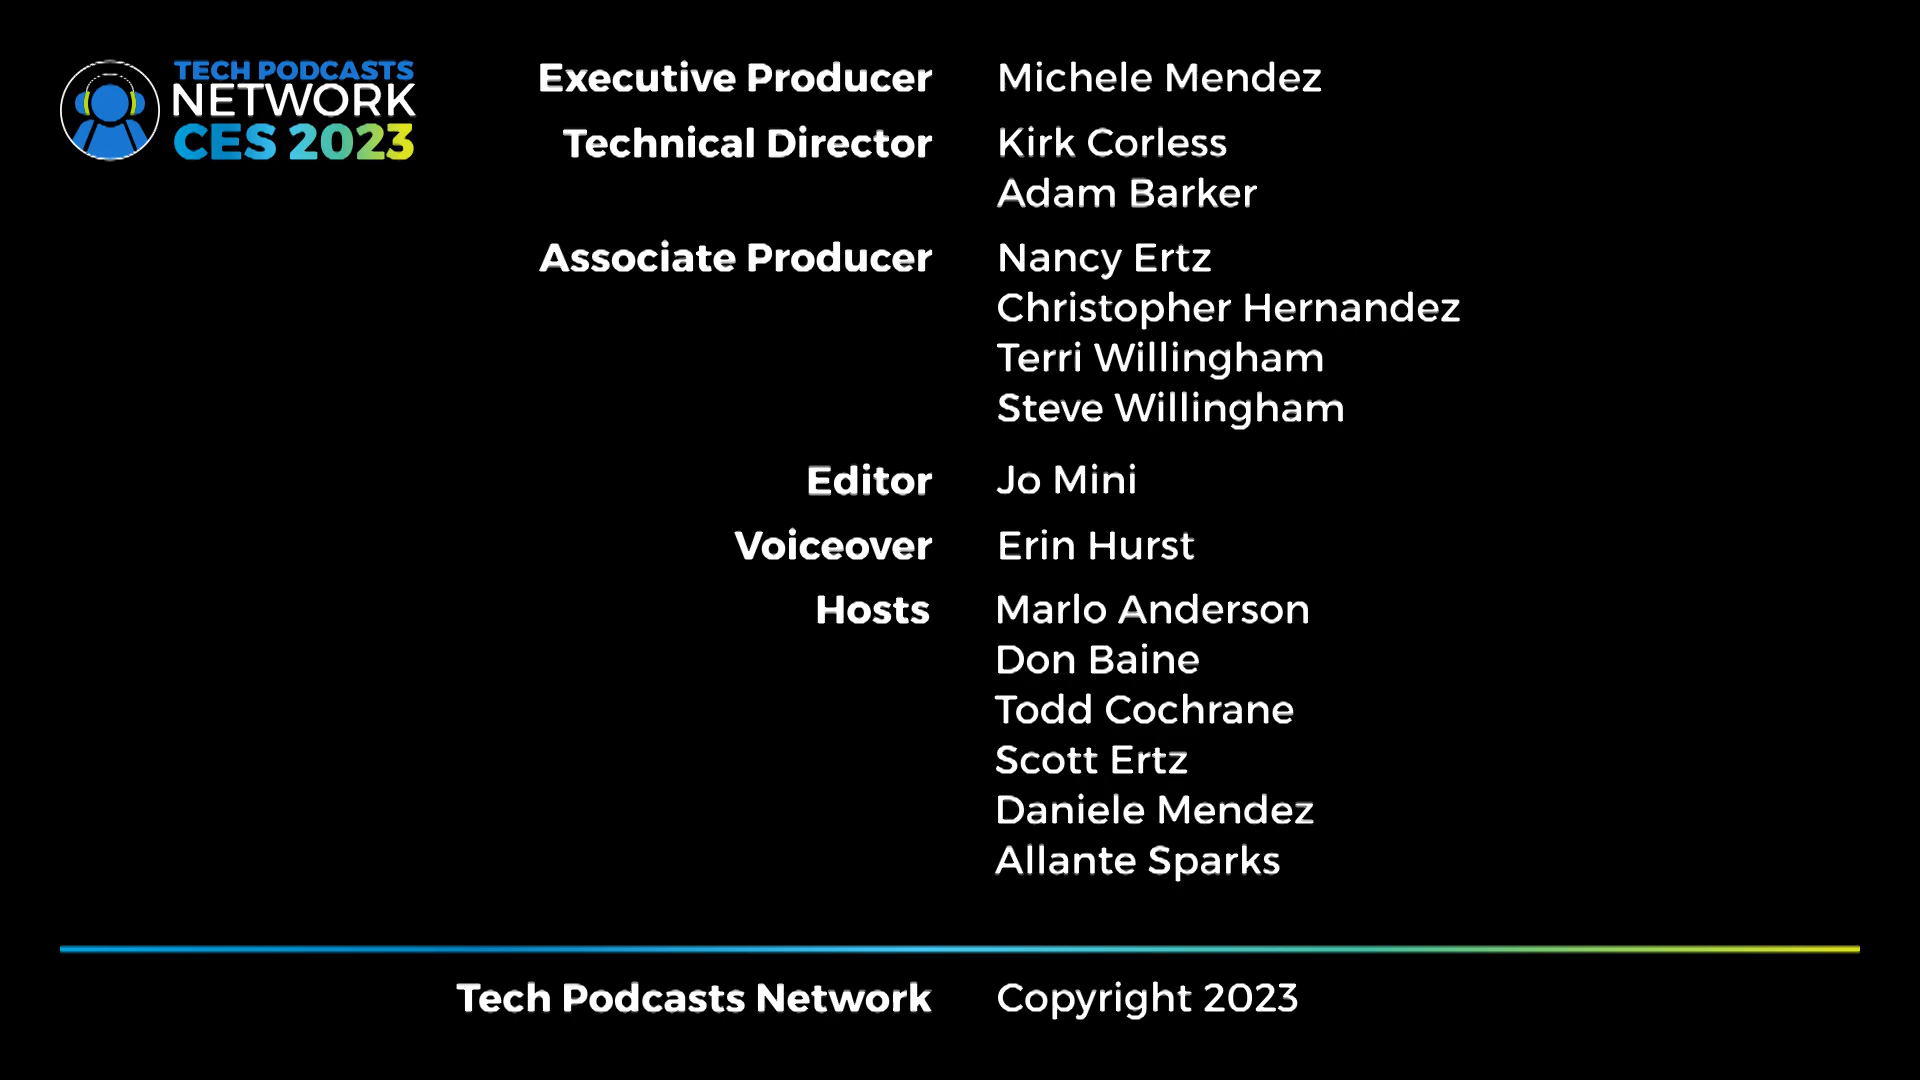 TECH PODCASTS
NETWORK
CES 2023
Executive Producer Michele Mendez
Technical Director Kirk Corless
Adam Barker
Associate Producer Nancy Ertz
Christopher Hernandez
Terri Willingham
Steve Willingham
Editor Jo Mini
Voiceover Erin Hurst
Hosts Marlo Anderson
Don Baine
Todd Cochrane
Scott Ertz
Daniele Mendez
Allante Sparks
Tech Podcasts Network Copyright 2023